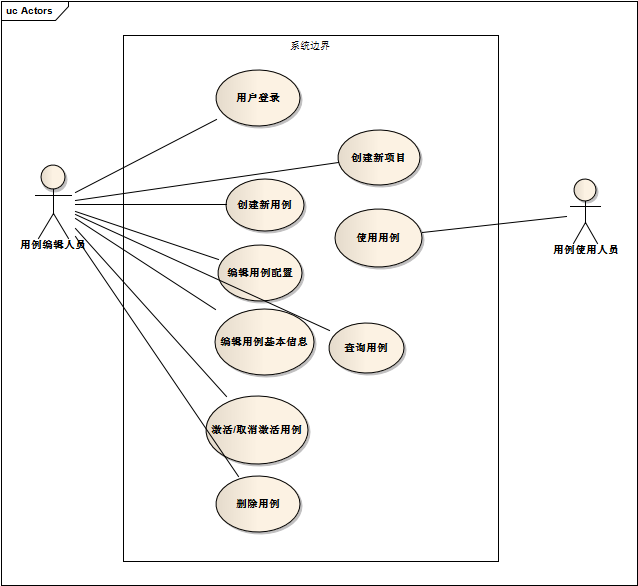 uc Actors
系统边界
用户登录
创建新项目
创建新用例
使用用例
用例编辑人员
用例使用人员
编辑用例配置
编辑用例基本信息
查询用例
激活/取消激活用例
删除用例